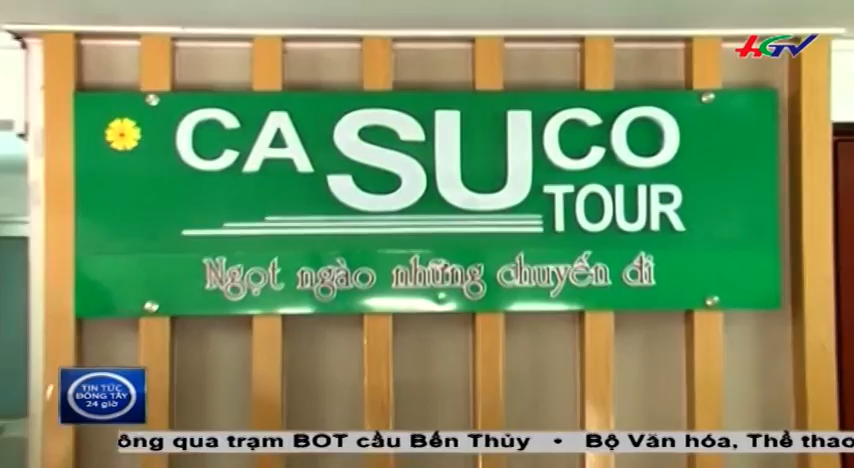 HGTV
CASUCO
TOUR
Ngọt ngào những chuyến đi
TIN TỨC
ĐÔNG TÂY
24 giờ
ông qua trạm BOT cầu Bến Thủy • Bộ Văn hóa, Thể thao